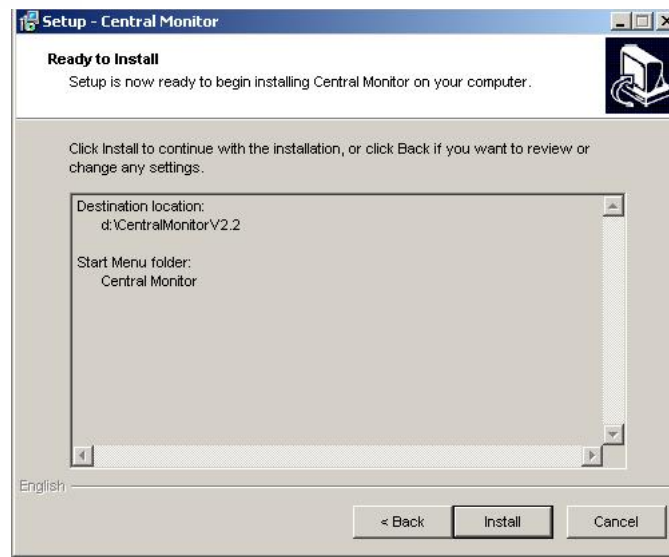 Setup - Central Monitor
Ready to Install
Setup is now ready to begin installing Central Monitor on your computer.
Click Install to continue with the installation, or click Back if you want to review or
change any settings.
Destination location:
d:\CentralMonitorV2.2
Start Menu folder:
Central Monitor
English
< Back
Install
Cancel